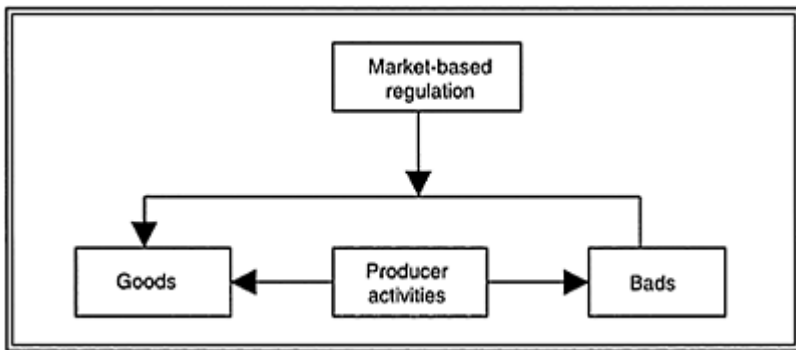 Market-based
regulation
Goods
Producer
activities
Bads